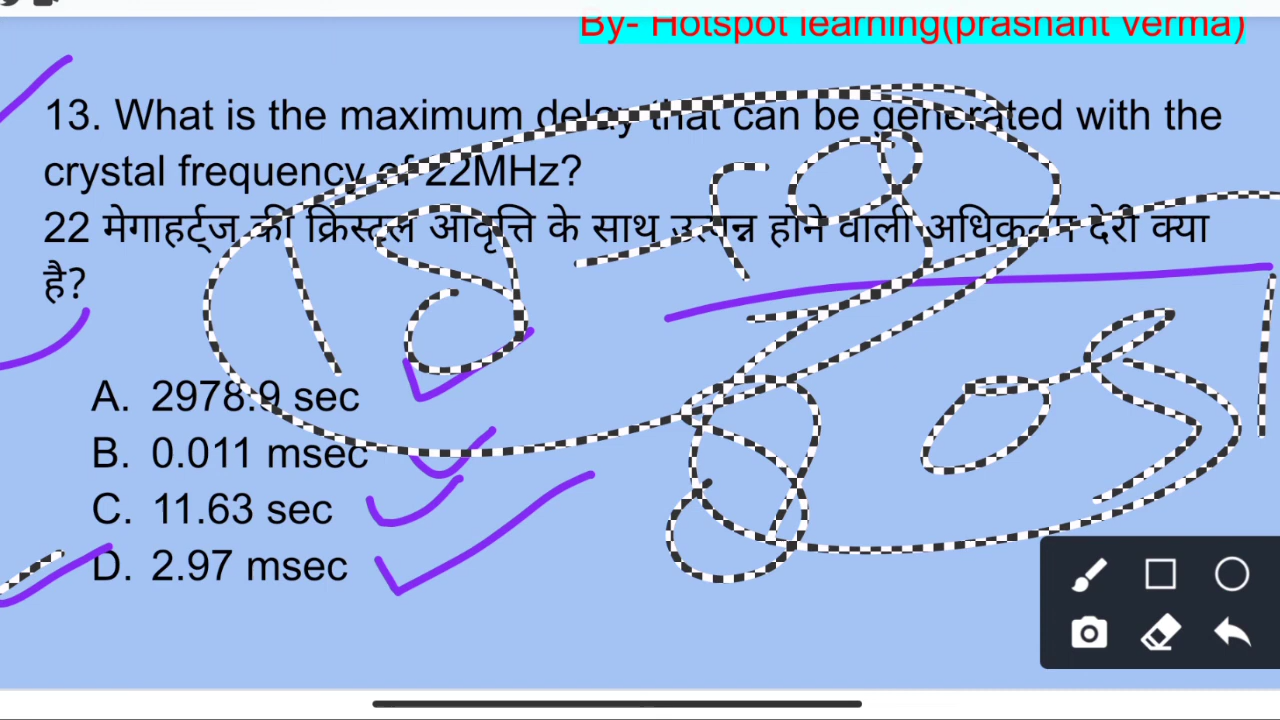 By- Hotspot learning(prashant verma)
13. What is the maximum delay that can be generated with the
crystal frequency of 22MHz?
22 मेगाहर्ट्ज की क्रिस्टल आवृत्ति के साथ उत्पन्न होने वाली अधिकतम देरी क्या
है?
A. 2978.9 sec
B. 0.011 msec
C. 11.63 sec
D. 2.97 msec